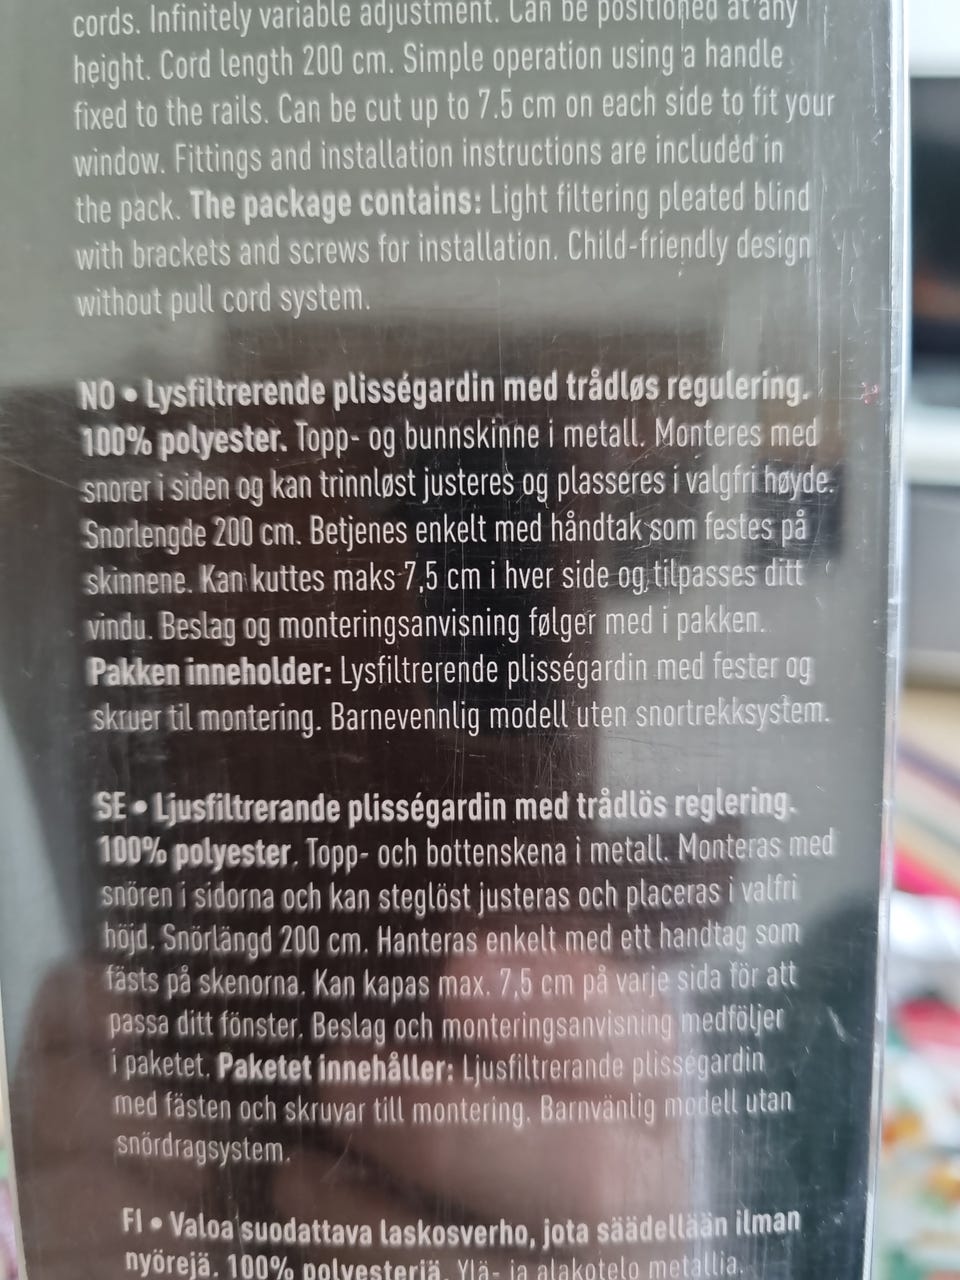 cords. Infinitely variable adjustment. Can be positioned at any
height. Cord length 200 cm. Simple operation using a handle
fixed to the rails. Can be cut up to 7.5 cm on each side to fit your
window. Fittings and installation instructions are included in
the pack. The package contains: Light filtering pleated blind
with brackets and screws for installation. Child-friendly design
without pull cord system.
NO • Lysfiltrerende plisségardin med trådløs regulering.
100% polyester. Topp- og bunnskinne i metall. Monteres med
snorer i siden og kan trinnløst justeres og plasseres i valgfri høyde.
Snorlengde 200 cm. Betjenes enkelt med håndtak som festes på
skinnene. Kan kuttes maks 7,5 cm i hver side og tilpasses ditt
vindu. Beslag og monteringsanvisning følger med i pakken.
Pakken inneholder: Lysfiltrerende plisségardin med fester og
skruer til montering. Barnevennlig modell uten snortrekksystem.
SE • Ljusfiltrerande plisségardin med trådlös reglering.
100% polyester. Topp- och bottenskena i metall. Monteras med
snören i sidorna och kan steglöst justeras och placeras i valfri
höjd. Snörlängd 200 cm. Hanteras enkelt med ett handtag som
fästs på skenorna. Kan kapas max. 7,5 cm på varje sida för att
passa ditt fönster. Beslag och monteringsanvisning medföljer
i paketet. Paketet innehåller: Ljusfiltrerande plisségardin
med fästen och skruvar till montering. Barnvänlig modell utan
snördragsystem.
FI • Valoa suodattava laskosverho, jota säädellään ilman
nyörejä. 100% polyesteriä. Ylä- ja alakotelo metallia.